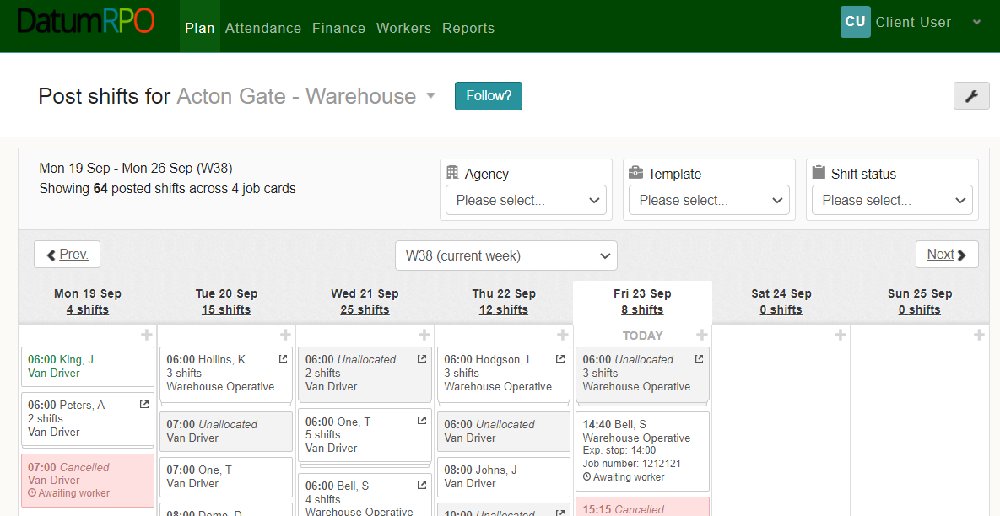 DatumRPO
Plan Attendance Finance Workers Reports
CU Client User
Post shifts for Acton Gate - Warehouse
Follow?
Mon 19 Sep - Mon 26 Sep (W38)
Showing 64 posted shifts across 4 job cards
Agency
Please select...
Template
Please select...
Shift status
Please select...
Prev.
W38 (current week)
Next
Mon 19 Sep
4 shifts
Tue 20 Sep
15 shifts
Wed 21 Sep
25 shifts
Thu 22 Sep
12 shifts
Fri 23 Sep
8 shifts
Sat 24 Sep
0 shifts
Sun 25 Sep
0 shifts
06:00 King, J
Van Driver
06:00 Peters, A
2 shifts
Van Driver
07:00 Cancelled
Van Driver
Awaiting worker
06:00 Hollins, K
3 shifts
Warehouse Operative
07:00 Unallocated
Van Driver
07:00 One, T
Van Driver
08:00 Demo, D
06:00 Unallocated
2 shifts
Van Driver
06:00 One, T
5 shifts
Van Driver
06:00 Bell, S
4 shifts
Warehouse Operative
06:00 Hodgson, L
3 shifts
Warehouse Operative
06:00 Unallocated
Van Driver
08:00 Johns, J
Van Driver
10:00 Unallocated
TODAY
06:00 Unallocated
3 shifts
Warehouse Operative
14:40 Bell, S
Warehouse Operative
Exp. stop: 14:00
Job number: 1212121
Awaiting worker
15:15 Cancelled